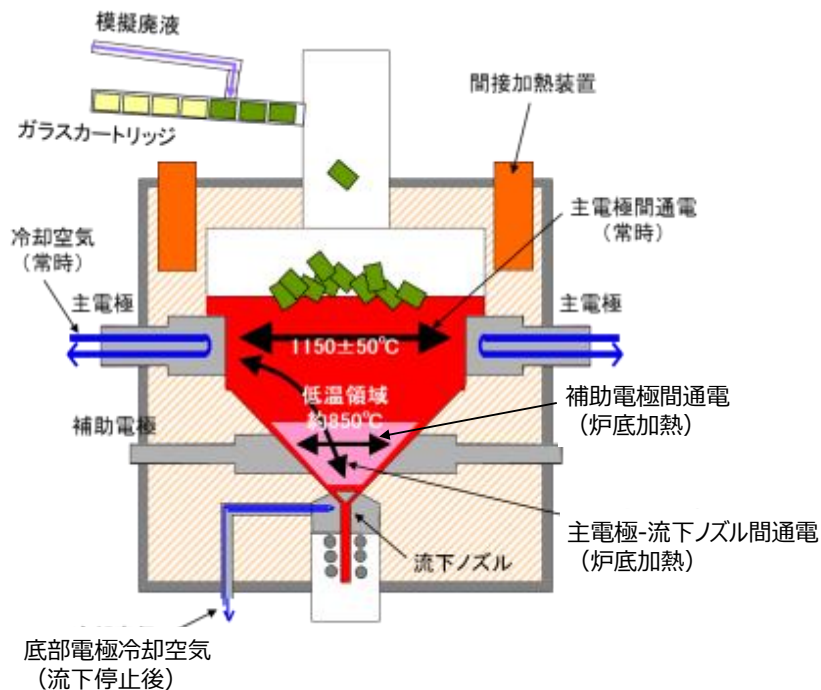 模擬廃液
ガラスカートリッジ
間接加熱装置
主電極間通電
（常時）
冷却空気
（常時）
主電極
主電極
1150±50℃
低温領域
約850℃
補助電極
補助電極間通電
（炉底加熱）
主電極-流下ノズル間通電
（炉底加熱）
流下ノズル
底部電極冷却空気
（流下停止後）